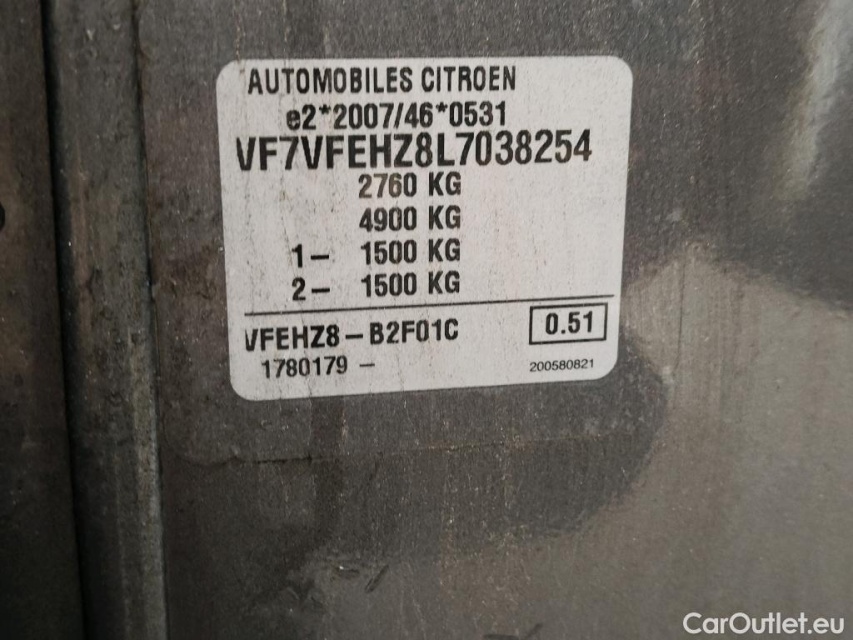 AUTOMOBILES CITROEN
e2*2007/46*0531
VF7VFEHZ8L7038254
2760 KG
4900 KG
1– 1500 KG
2– 1500 KG
VFEHZ8–B2F01C 0.51
1780179 – 200580821
CarOutlet.eu